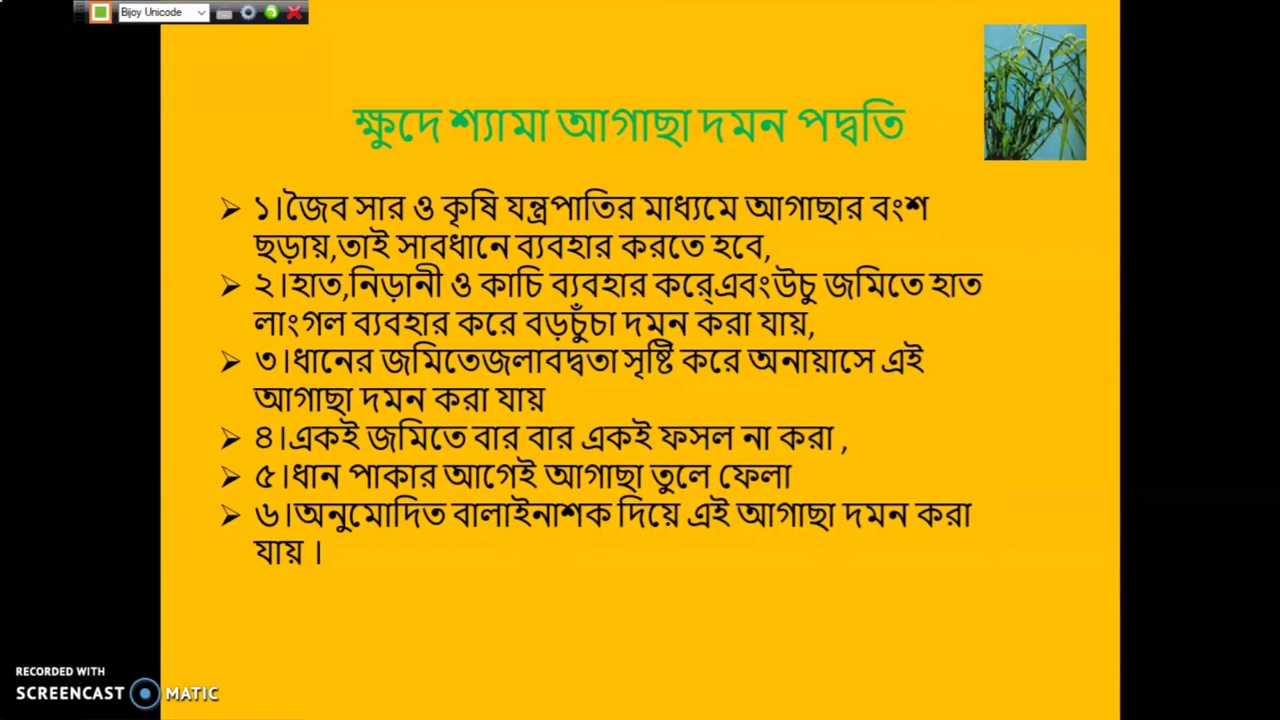 Bijoy Unicode
ক্ষুদে শ্যামা আগাছা দমন পদ্বতি
➢ ১।জৈব সার ও কৃষি যন্ত্রপাতির মাধ্যমে আগাছার বংশ
ছড়ায়,তাই সাবধানে ব্যবহার করতে হবে,
➢ ২।হাত,নিড়ানী ও কাচি ব্যবহার করে্এবংউচু জমিতে হাত
লাংগল ব্যবহার করে বড়চুঁচা দমন করা যায়,
➢ ৩।ধানের জমিতেজলাবদ্বতা সৃষ্টি করে অনায়াসে এই
আগাছা দমন করা যায়
➢ ৪।একই জমিতে বার বার একই ফসল না করা ,
➢ ৫।ধান পাকার আগেই আগাছা তুলে ফেলা
➢ ৬।অনুমোদিত বালাইনাশক দিয়ে এই আগাছা দমন করা
যায় ।
RECORDED WITH
SCREENCAST MATIC